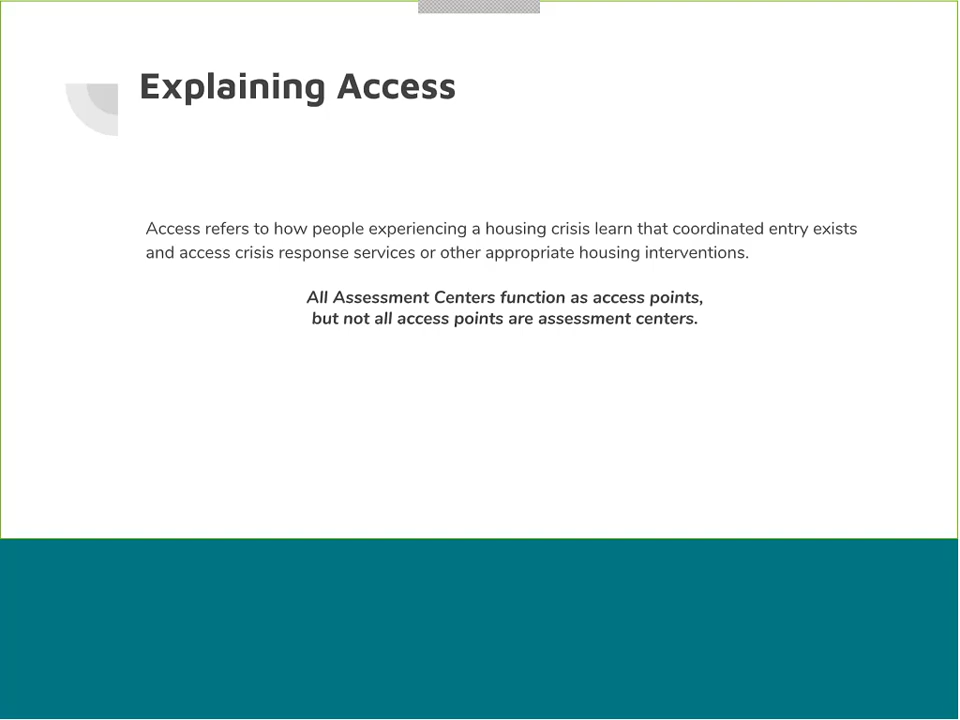 Explaining Access
Access refers to how people experiencing a housing crisis learn that coordinated entry exists
and access crisis response services or other appropriate housing interventions.
All Assessment Centers function as access points,
but not all access points are assessment centers.